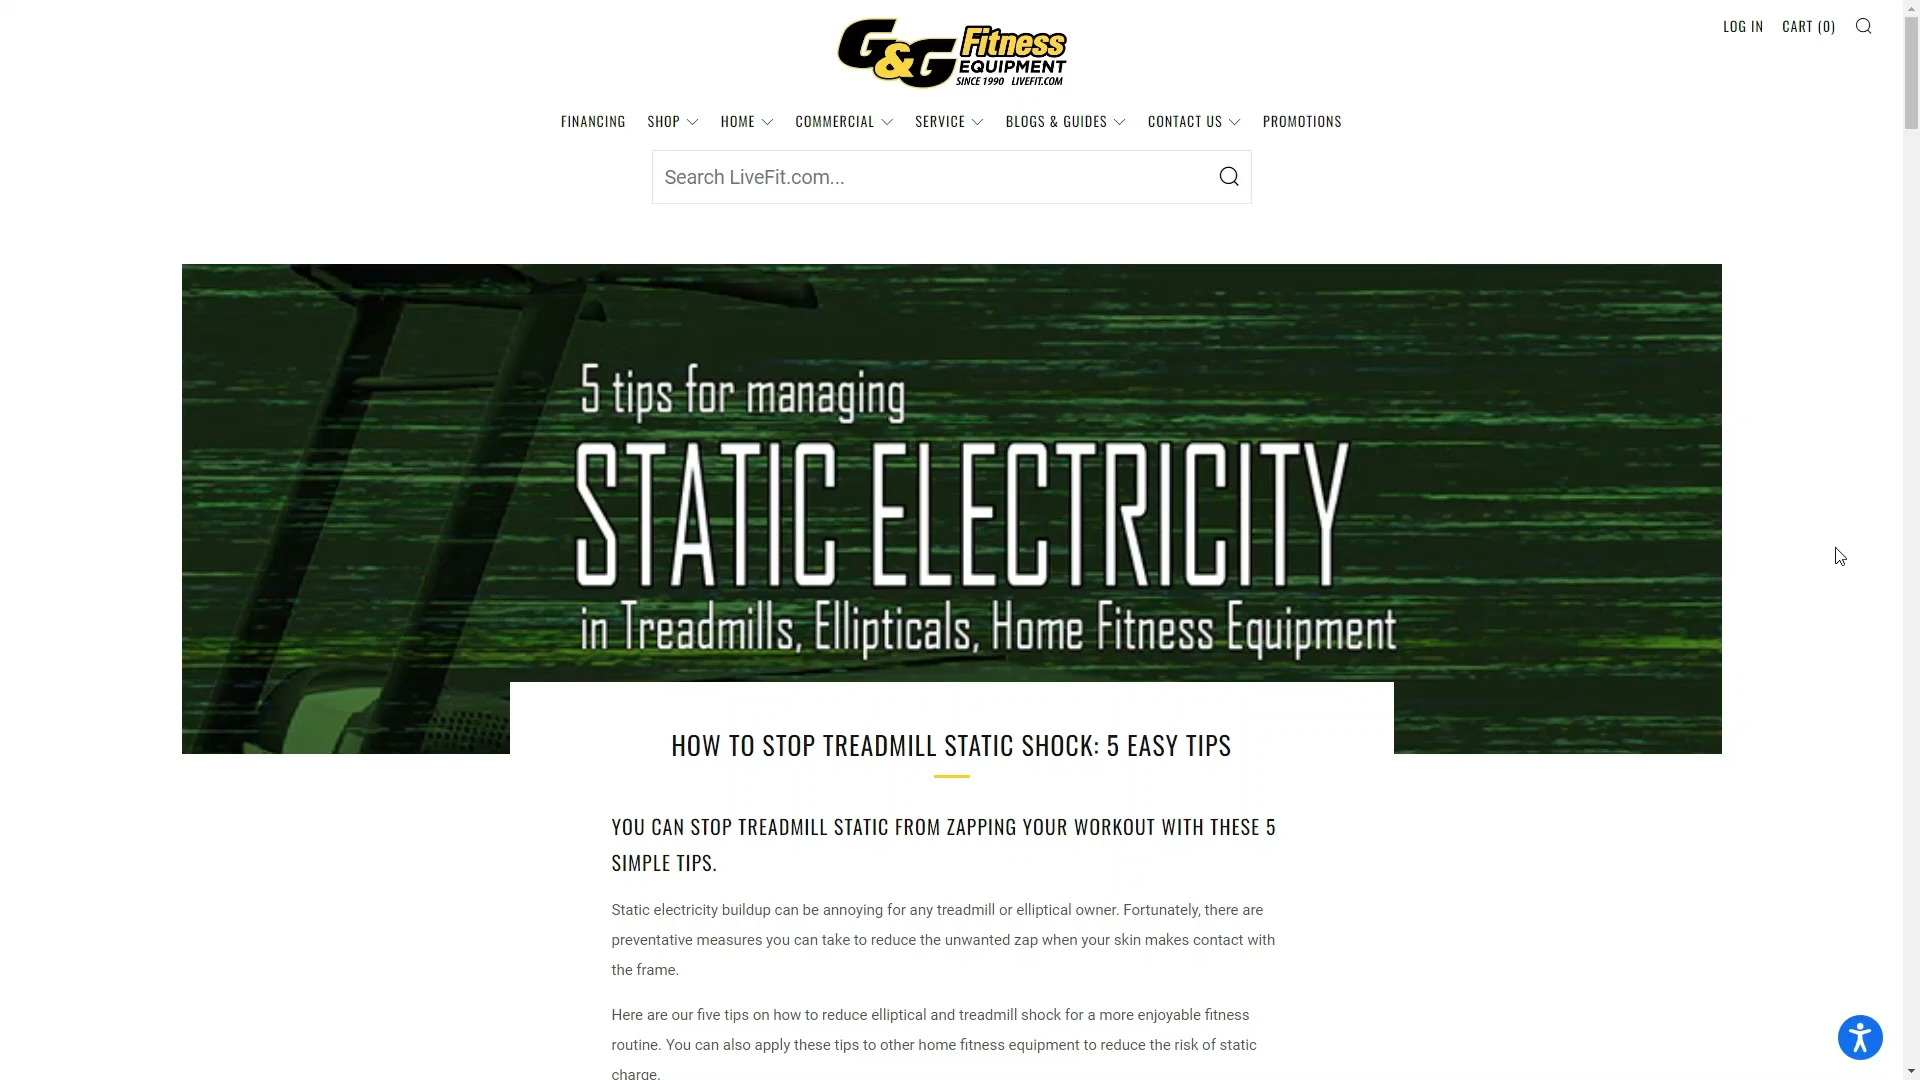 G&G Fitness
EQUIPMENT
SINCE 1990 LIVEFIT.COM
LOG IN CART (0)
FINANCING SHOP HOME COMMERCIAL SERVICE BLOGS & GUIDES CONTACT US PROMOTIONS
Search LiveFit.com...
5 tips for managing
STATIC ELECTRICITY
in Treadmills, Ellipticals, Home Fitness Equipment
HOW TO STOP TREADMILL STATIC SHOCK: 5 EASY TIPS
YOU CAN STOP TREADMILL STATIC FROM ZAPPING YOUR WORKOUT WITH THESE 5
SIMPLE TIPS.
Static electricity buildup can be annoying for any treadmill or elliptical owner. Fortunately, there are
preventative measures you can take to reduce the unwanted zap when your skin makes contact with
the frame.
Here are our five tips on how to reduce elliptical and treadmill shock for a more enjoyable fitness
routine. You can also apply these tips to other home fitness equipment to reduce the risk of static
charge.